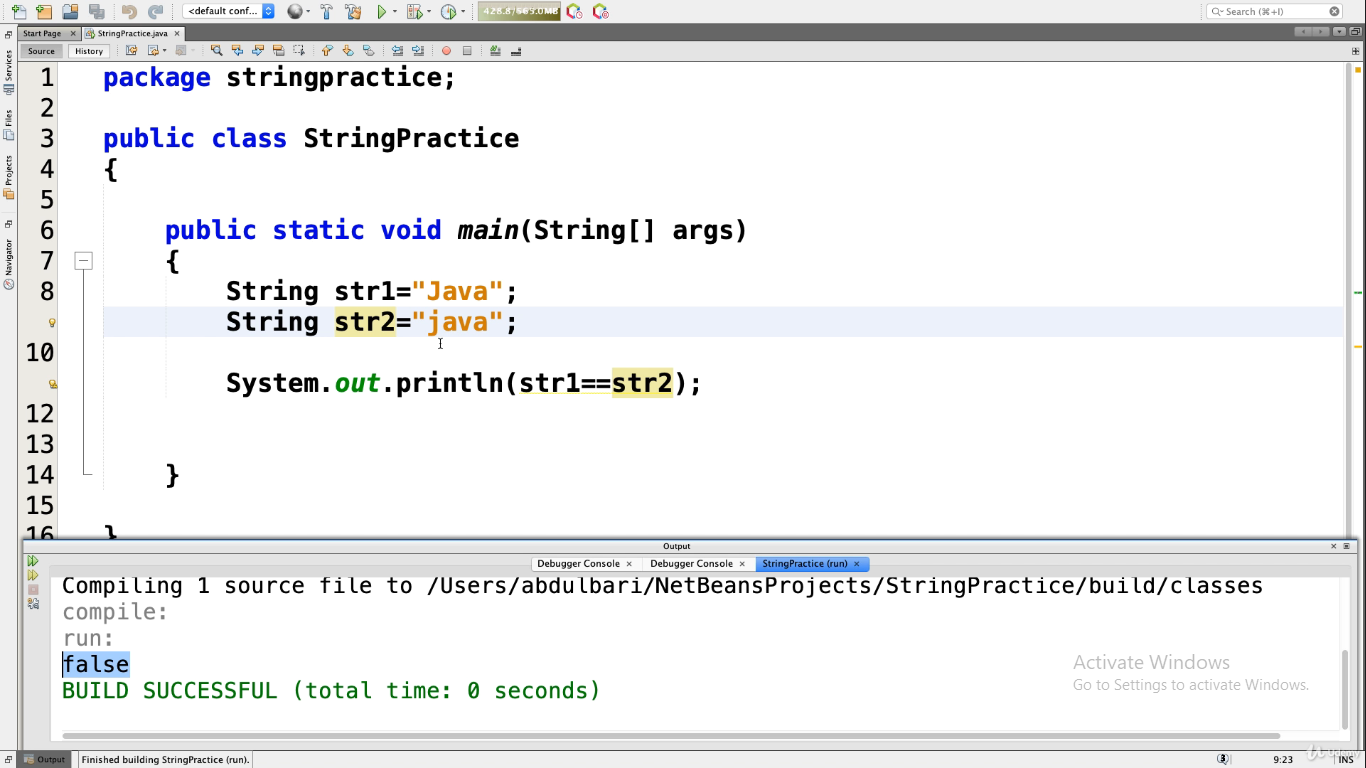 <default conf...
428.8/565.0MB
Search (⌘+I)
Start Page
StringPractice.java
Source
History
Services
Files
Projects
Navigator
1 package stringpractice;
2
3 public class StringPractice
4 {
5
6 public static void main(String[] args)
7 {
8 String str1="Java";
String str2="java";
10
System.out.println(str1==str2);
12
13
14 }
15
16 }
Output
Debugger Console
Debugger Console
StringPractice (run)
Compiling 1 source file to /Users/abdulbari/NetBeansProjects/StringPractice/build/classes
compile:
run:
false
BUILD SUCCESSFUL (total time: 0 seconds)
Activate Windows
Go to Settings to activate Windows.
Output
Finished building StringPractice (run).
9:23
INS
Udemy